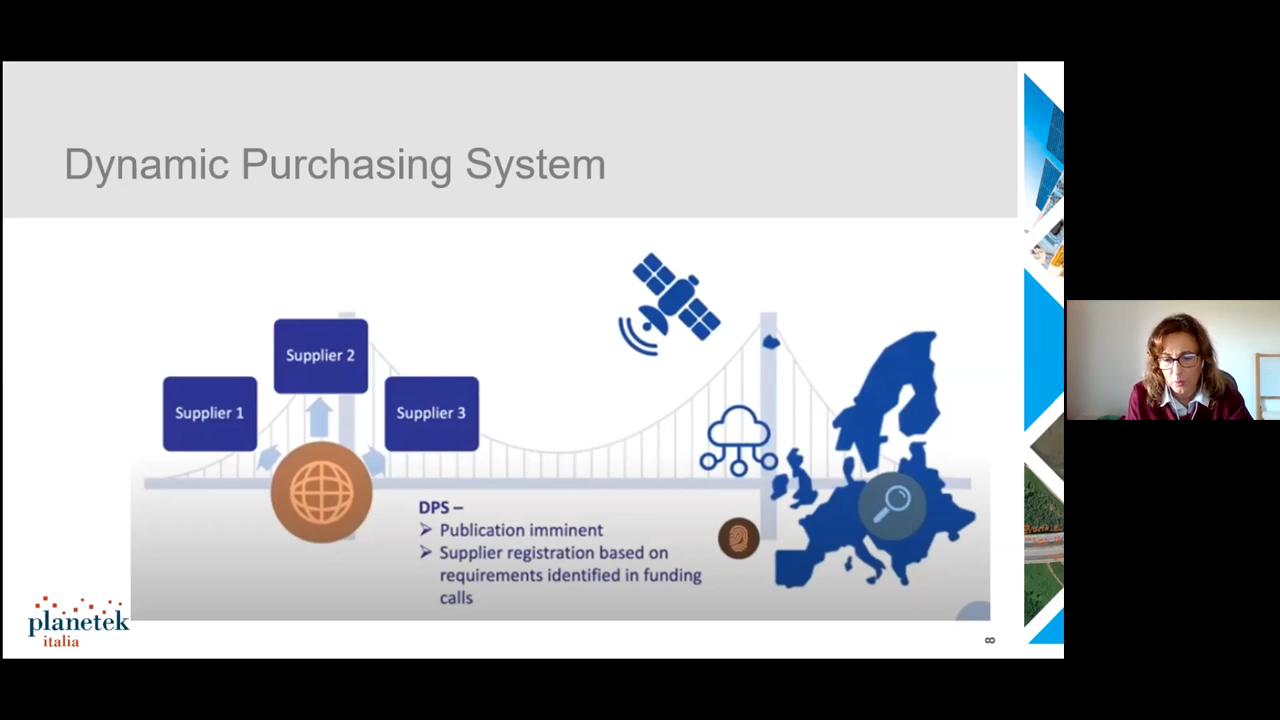 Dynamic Purchasing System
Supplier 2
Supplier 1
Supplier 3
DPS –
➢ Publication imminent
➢ Supplier registration based on
requirements identified in funding
calls
planetek
italia
8